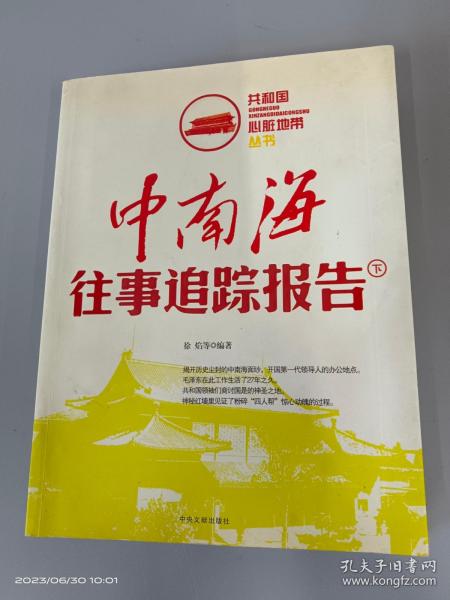 共和国
GONGHEGUO
XINZANGDIDAICONGSHU
心脏地带
丛书
中南海
往事追踪报告 下
徐 焰等◎编著
揭开历史尘封的中南海面纱，开国第一代领导人的办公地点。
毛泽东在此工作生活了27年之久。
共和国领袖们商讨国是的神圣之地。
神秘红墙里见证了粉碎“四人帮”惊心动魄的过程。
中央文献出版社
2023/06/30 10:01
孔夫子旧书网
www.kongfz.com